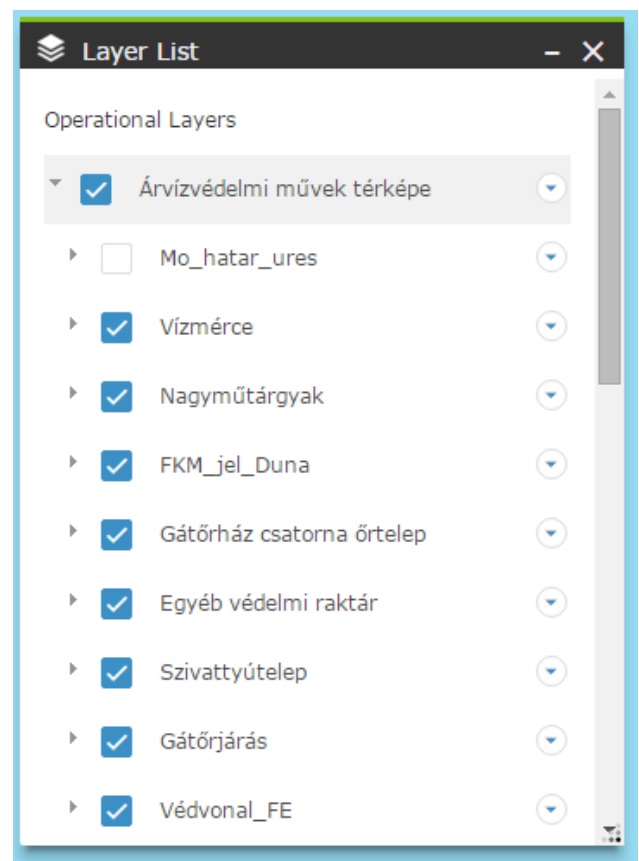 Layer List
Operational Layers
Árvízvédelmi művek térképe
Mo_hatar_ures
Vízmérce
Nagyműtárgyak
FKM_jel_Duna
Gátőrház csatorna őrtelep
Egyéb védelmi raktár
Szivattyútelep
Gátőrjárás
Védvonal_FE